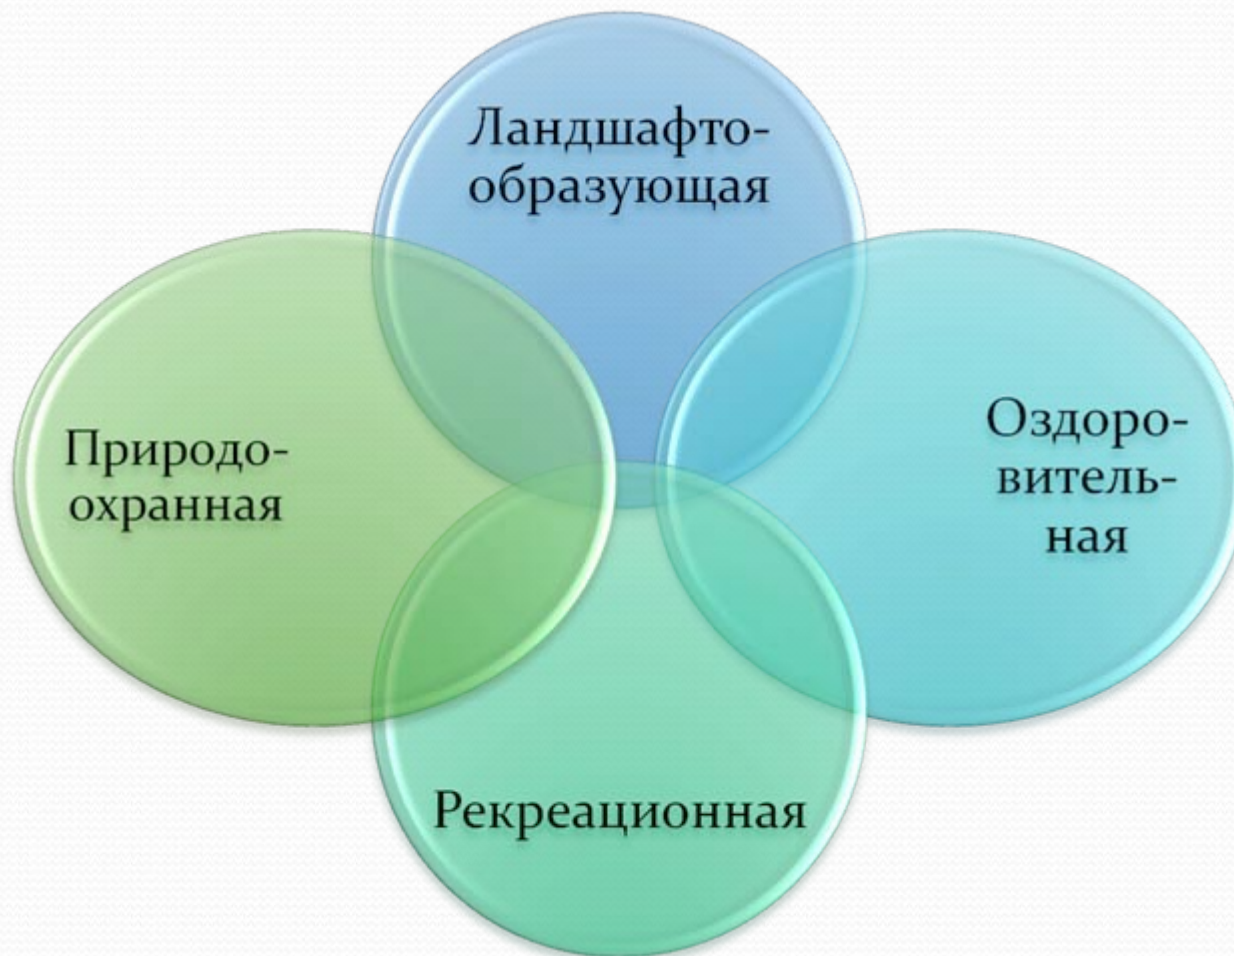 Ландшафто-
образующая
Природо-
охранная
Оздоро-
витель-
ная
Рекреационная